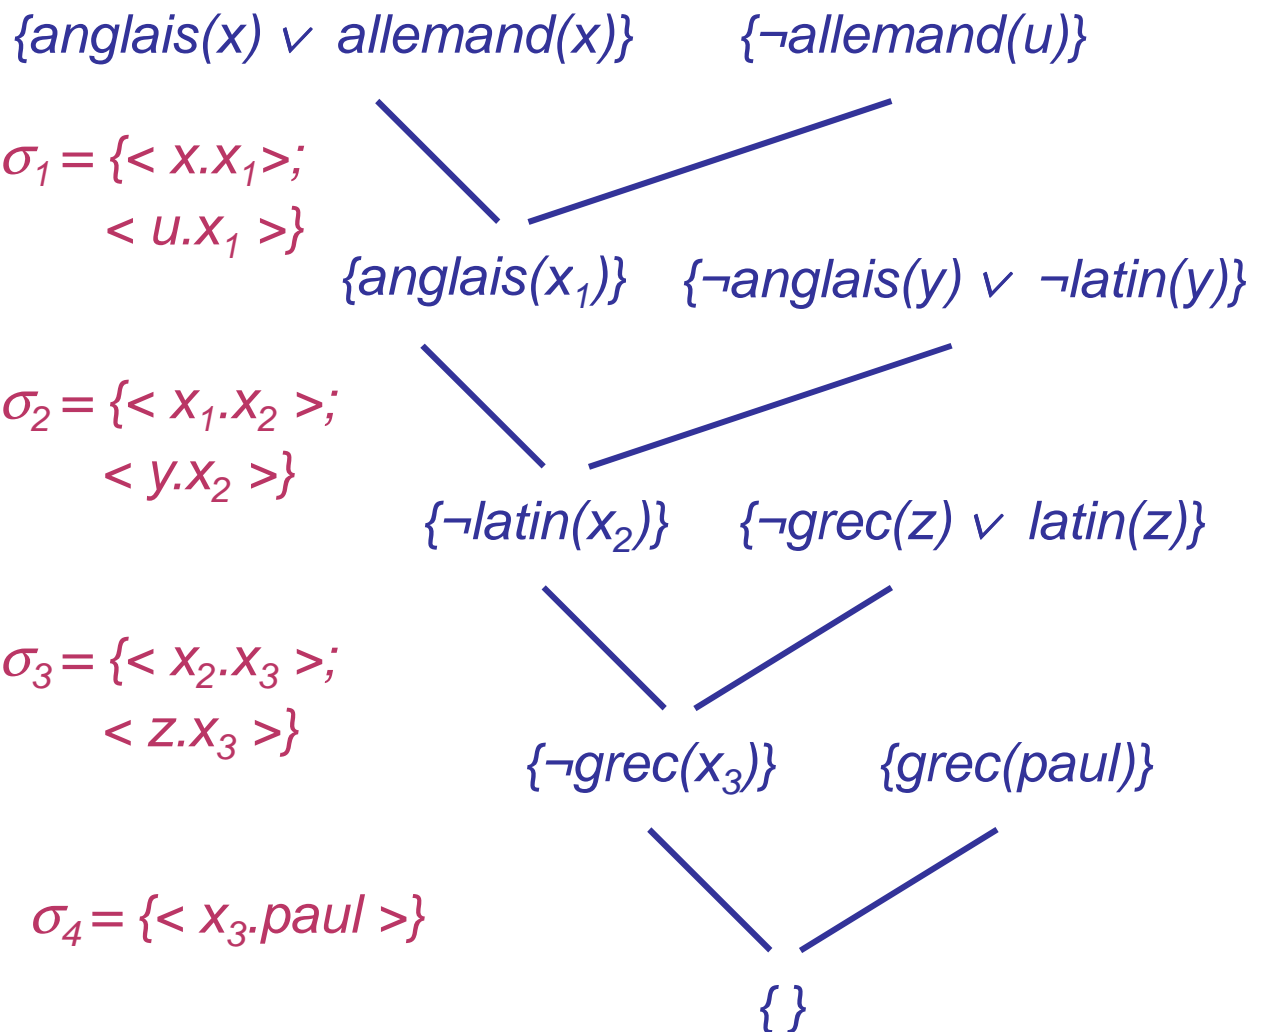 {anglais(x) ∨ allemand(x)} {¬allemand(u)}
σ₁ = {< x.x₁>;
< u.x₁ >}
{anglais(x₁)} {¬anglais(y) ∨ ¬latin(y)}
σ₂ = {< x₁.x₂ >;
< y.x₂ >}
{¬latin(x₂)} {¬grec(z) ∨ latin(z)}
σ₃ = {< x₂.x₃ >;
< z.x₃ >}
{¬grec(x₃)} {grec(paul)}
σ₄ = {< x₃.paul >}
{ }